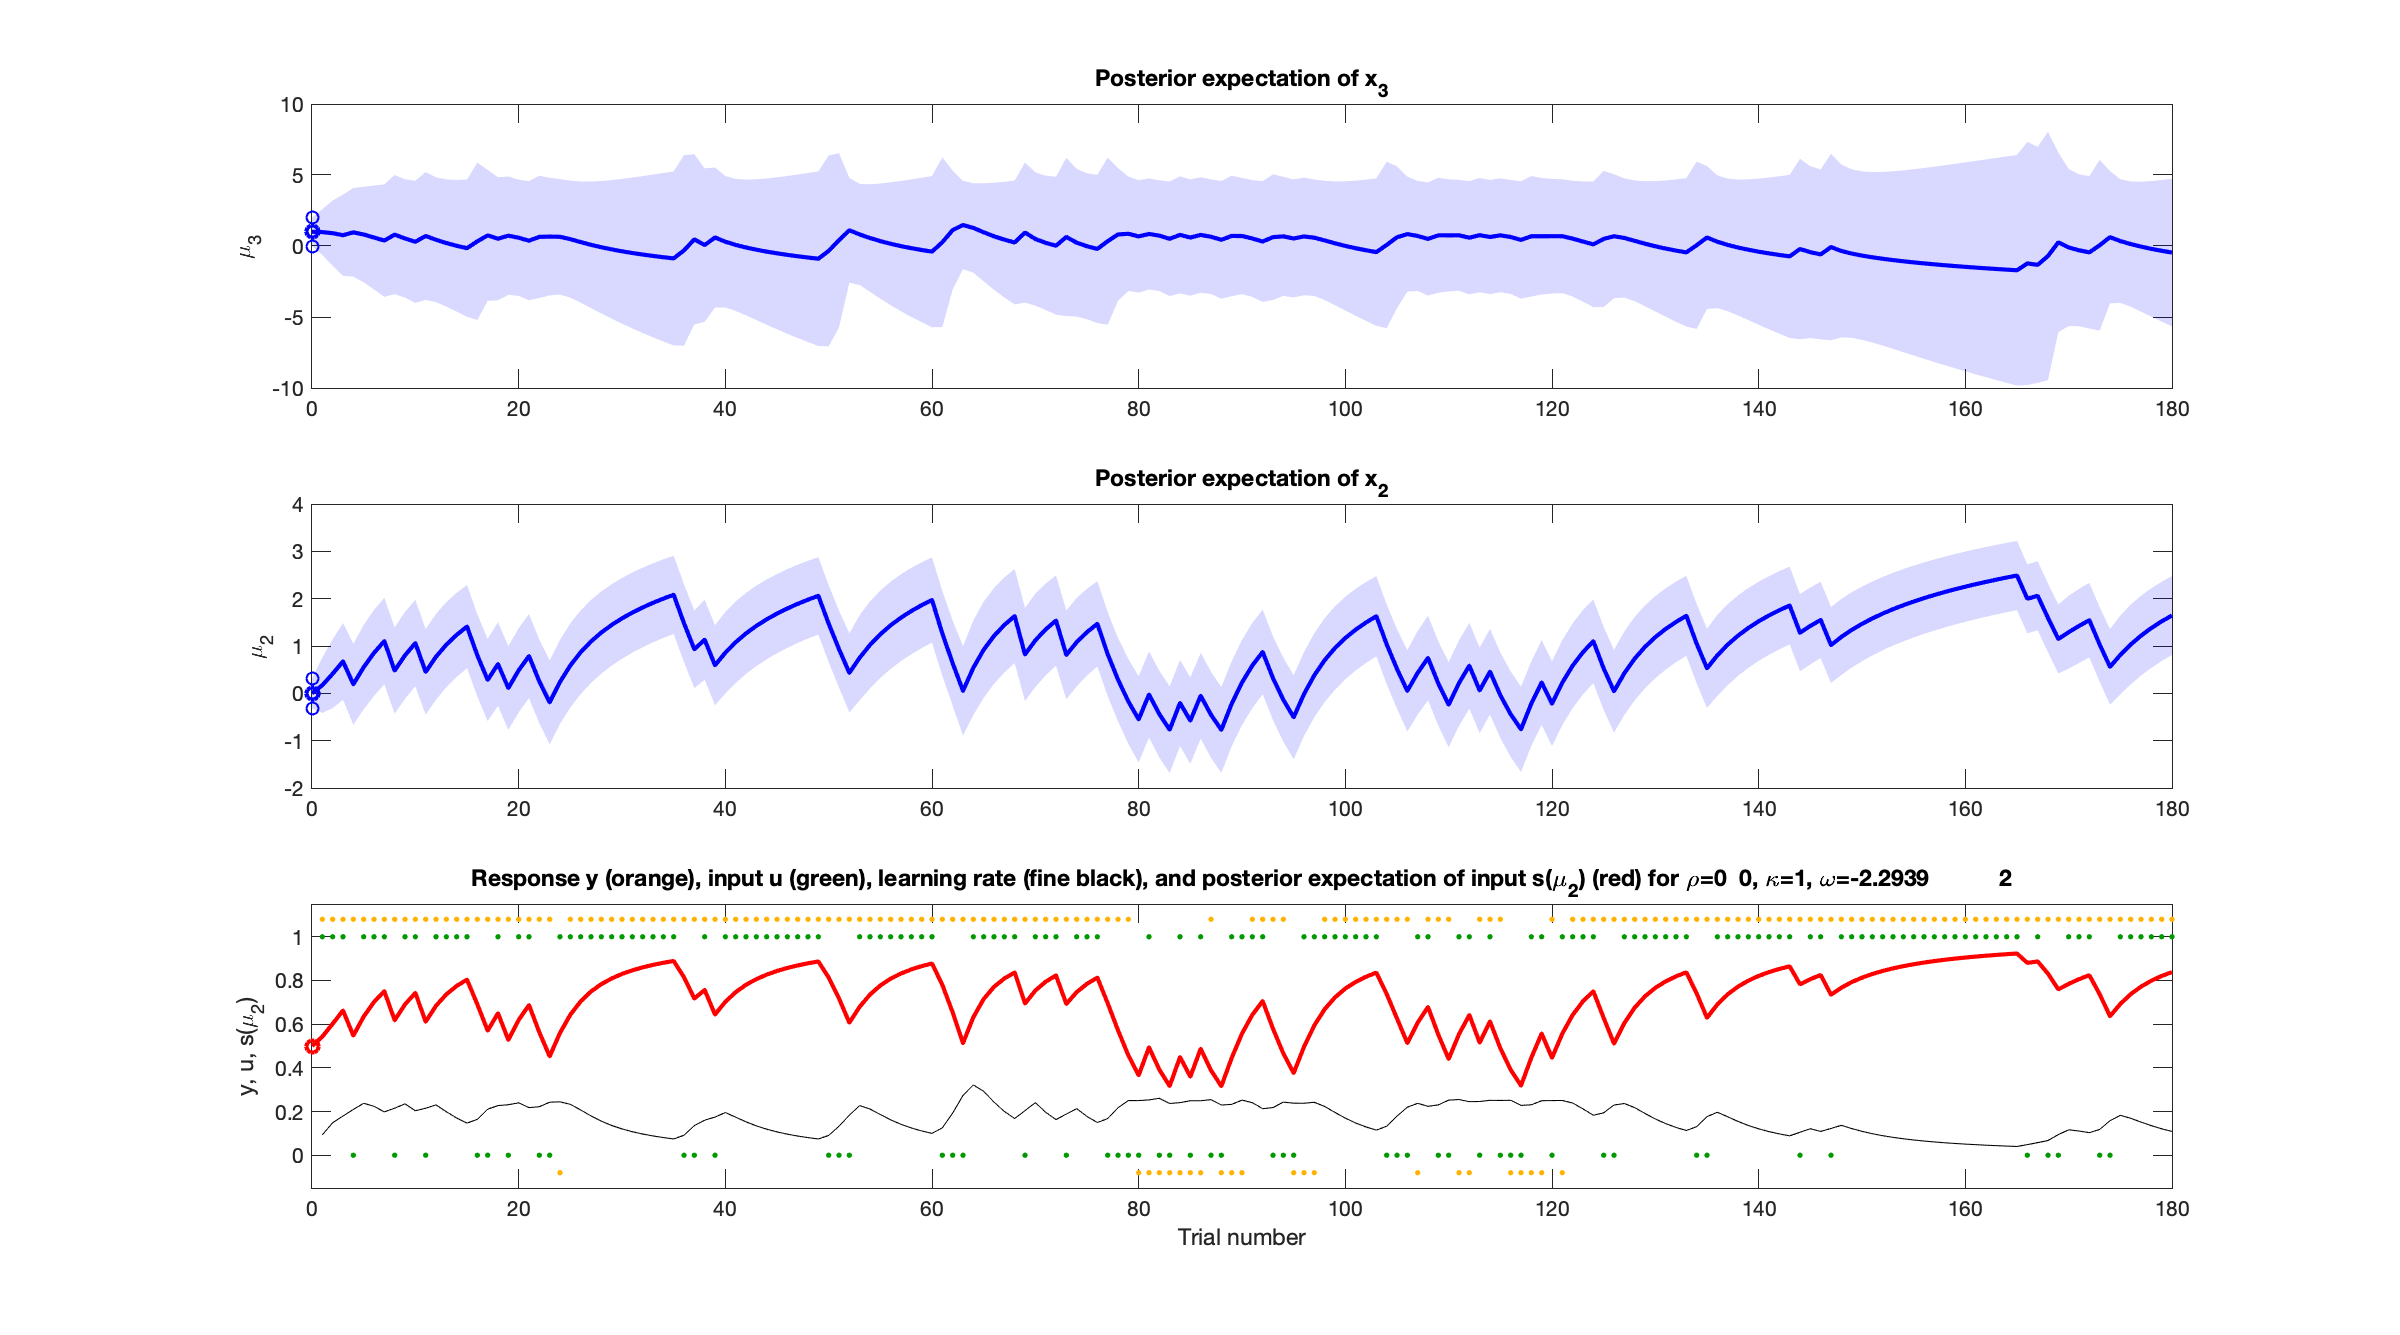 Posterior expectation of x3
10
5
0
-5
-10
μ3
0 20 40 60 80 100 120 140 160 180
Posterior expectation of x2
4
3
2
1
0
-1
-2
μ2
0 20 40 60 80 100 120 140 160 180
Response y (orange), input u (green), learning rate (fine black), and posterior expectation of input s(μ2) (red) for ρ=0 0, κ=1, ω=-2.2939 2
1
0.8
0.6
0.4
0.2
0
y, u, s(μ2)
0 20 40 60 80 100 120 140 160 180
Trial number